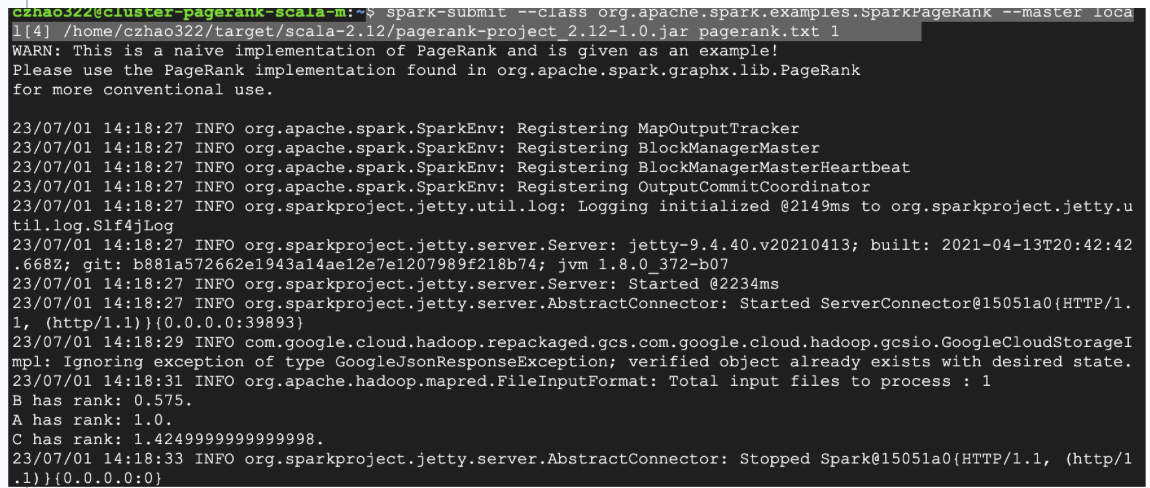 czhao322@cluster-pagerank-scala-m:~$ spark-submit --class org.apache.spark.examples.SparkPageRank --master loca
l[4] /home/czhao322/target/scala-2.12/pagerank-project_2.12-1.0.jar pagerank.txt 1
WARN: This is a naive implementation of PageRank and is given as an example!
Please use the PageRank implementation found in org.apache.spark.graphx.lib.PageRank
for more conventional use.
23/07/01 14:18:27 INFO org.apache.spark.SparkEnv: Registering MapOutputTracker
23/07/01 14:18:27 INFO org.apache.spark.SparkEnv: Registering BlockManagerMaster
23/07/01 14:18:27 INFO org.apache.spark.SparkEnv: Registering BlockManagerMasterHeartbeat
23/07/01 14:18:27 INFO org.apache.spark.SparkEnv: Registering OutputCommitCoordinator
23/07/01 14:18:27 INFO org.sparkproject.jetty.util.log: Logging initialized @2149ms to org.sparkproject.jetty.u
til.log.Slf4jLog
23/07/01 14:18:27 INFO org.sparkproject.jetty.server.Server: jetty-9.4.40.v20210413; built: 2021-04-13T20:42:42
.668Z; git: b881a572662e1943a14ae12e7e1207989f218b74; jvm 1.8.0_372-b07
23/07/01 14:18:27 INFO org.sparkproject.jetty.server.Server: Started @2234ms
23/07/01 14:18:27 INFO org.sparkproject.jetty.server.AbstractConnector: Started ServerConnector@15051a0{HTTP/1.
1, (http/1.1)}{0.0.0.0:39893}
23/07/01 14:18:29 INFO com.google.cloud.hadoop.repackaged.gcs.com.google.cloud.hadoop.gcsio.GoogleCloudStorageI
mpl: Ignoring exception of type GoogleJsonResponseException; verified object already exists with desired state.
23/07/01 14:18:31 INFO org.apache.hadoop.mapred.FileInputFormat: Total input files to process : 1
B has rank: 0.575.
A has rank: 1.0.
C has rank: 1.4249999999999998.
23/07/01 14:18:33 INFO org.sparkproject.jetty.server.AbstractConnector: Stopped Spark@15051a0{HTTP/1.1, (http/1
.1)}{0.0.0.0:0}